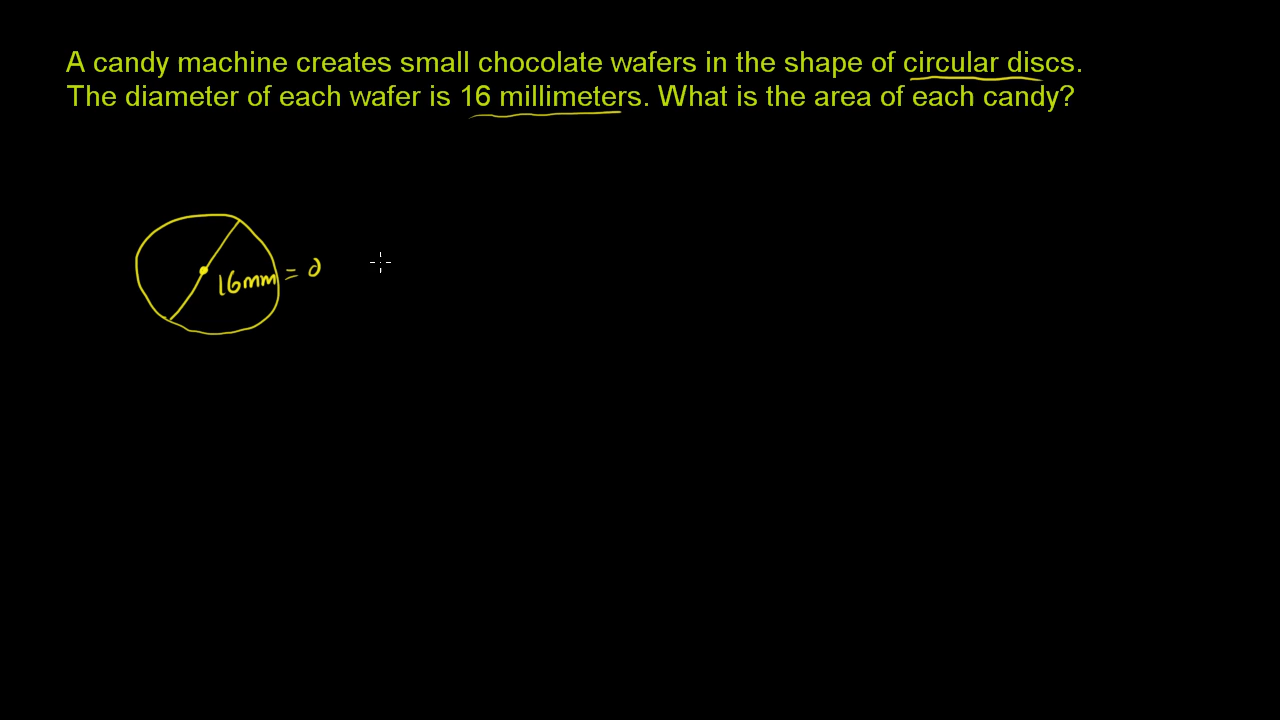 A candy machine creates small chocolate wafers in the shape of circular discs.
The diameter of each wafer is 16 millimeters. What is the area of each candy?
16mm = d